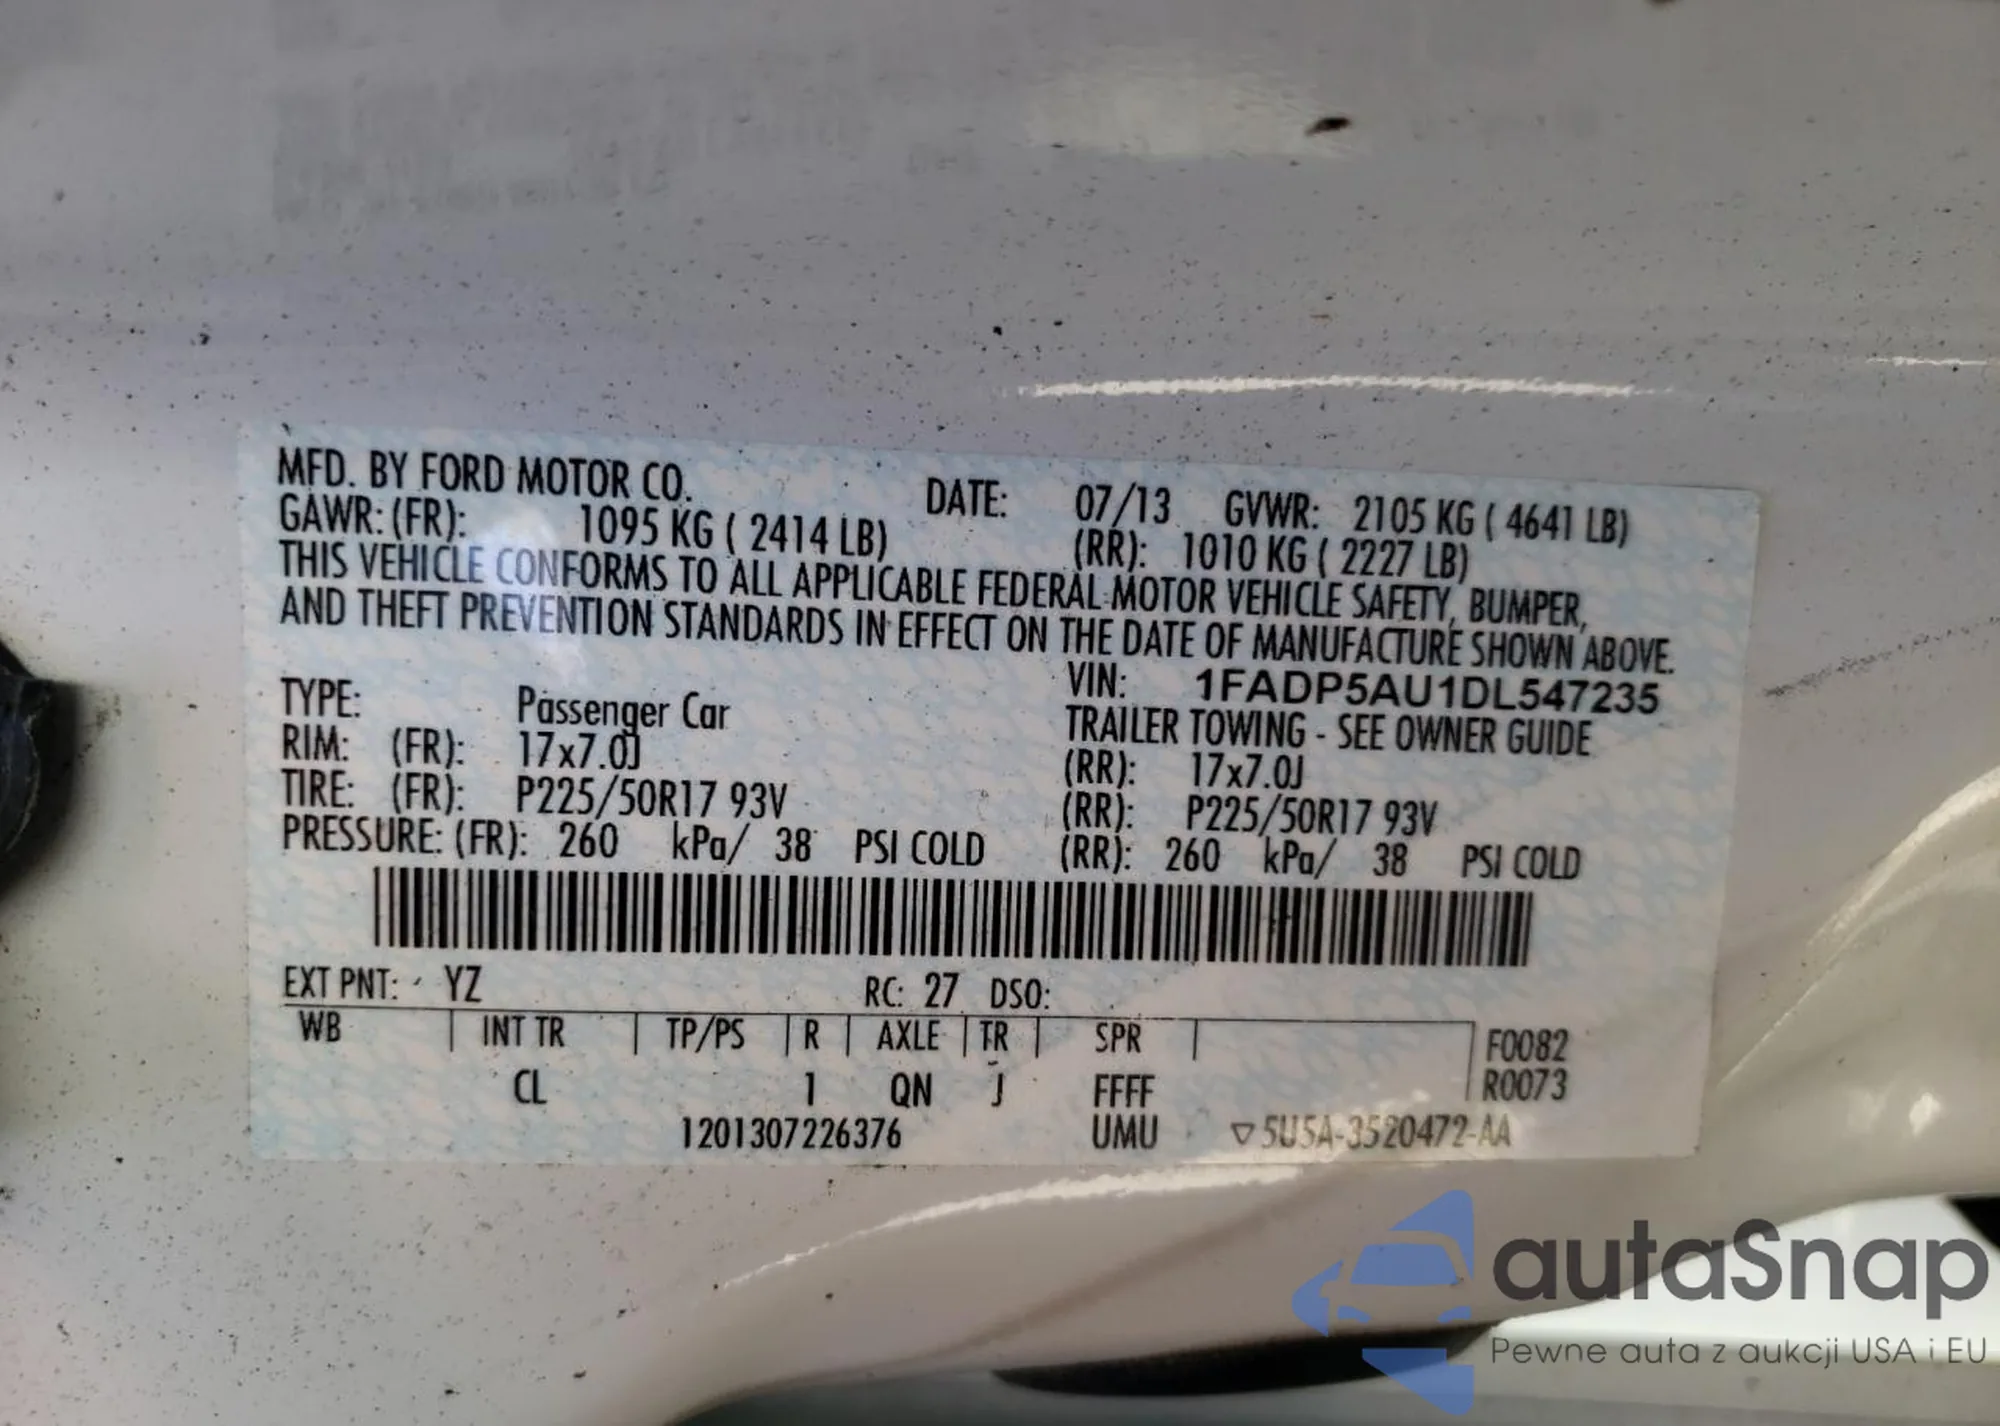 MFD. BY FORD MOTOR CO. DATE: 07/13 GVWR: 2105 KG ( 4641 LB)
GAWR: (FR): 1095 KG ( 2414 LB) (RR): 1010 KG ( 2227 LB)
THIS VEHICLE CONFORMS TO ALL APPLICABLE FEDERAL MOTOR VEHICLE SAFETY, BUMPER,
AND THEFT PREVENTION STANDARDS IN EFFECT ON THE DATE OF MANUFACTURE SHOWN ABOVE.
VIN: 1FADP5AU1DL547235
TYPE: Passenger Car TRAILER TOWING - SEE OWNER GUIDE
RIM: (FR): 17x7.0J (RR): 17x7.0J
TIRE: (FR): P225/50R17 93V (RR): P225/50R17 93V
PRESSURE: (FR): 260 kPa/ 38 PSI COLD (RR): 260 kPa/ 38 PSI COLD
EXT PNT: YZ RC: 27 DSO:
WB INT TR TP/PS R AXLE TR SPR F0082
CL 1 QN J FFFF R0073
1201307226376 UMU ▽5U5A-3520472-AA
autaSnap
Pewne auta z aukcji USA i EU